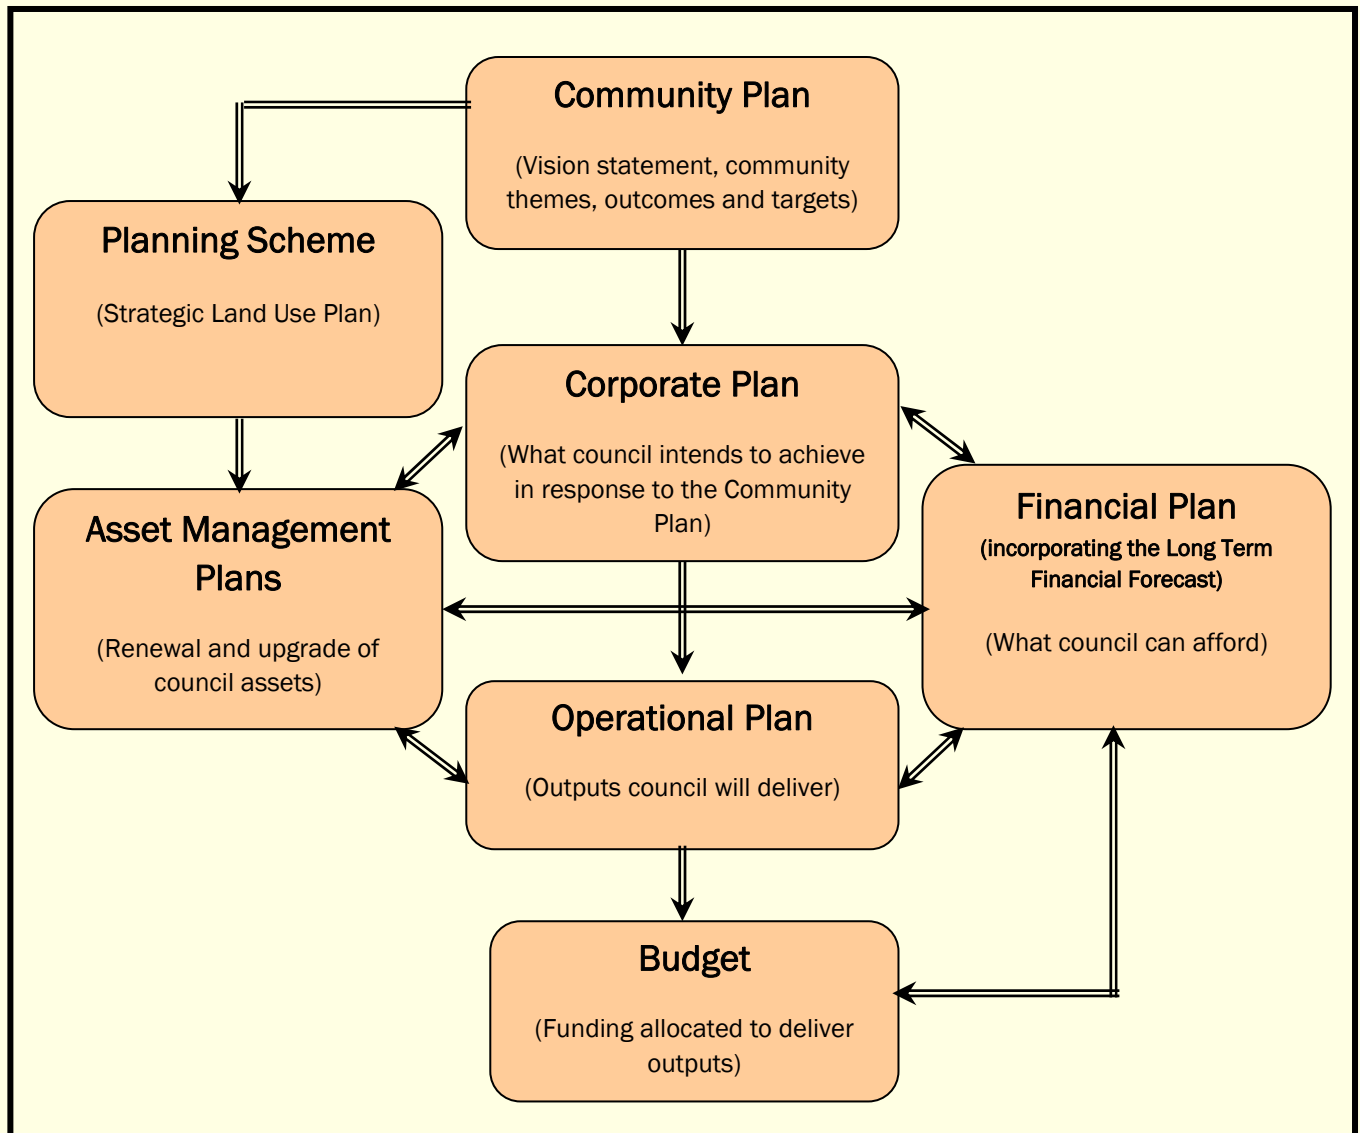 Community Plan
(Vision statement, community
themes, outcomes and targets)
Planning Scheme
(Strategic Land Use Plan)
Corporate Plan
(What council intends to achieve
in response to the Community
Plan)
Asset Management
Plans
(Renewal and upgrade of
council assets)
Financial Plan
(incorporating the Long Term
Financial Forecast)
(What council can afford)
Operational Plan
(Outputs council will deliver)
Budget
(Funding allocated to deliver
outputs)